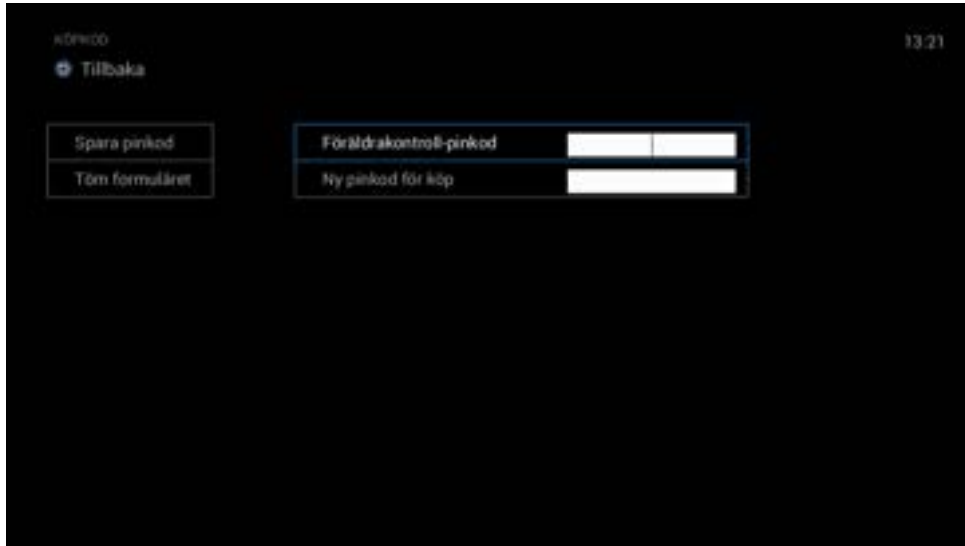 KÖPKOD
13:21
Tillbaka
Spara pinkod
Föräldrakontroll-pinkod
Töm formuläret
Ny pinkod för köp